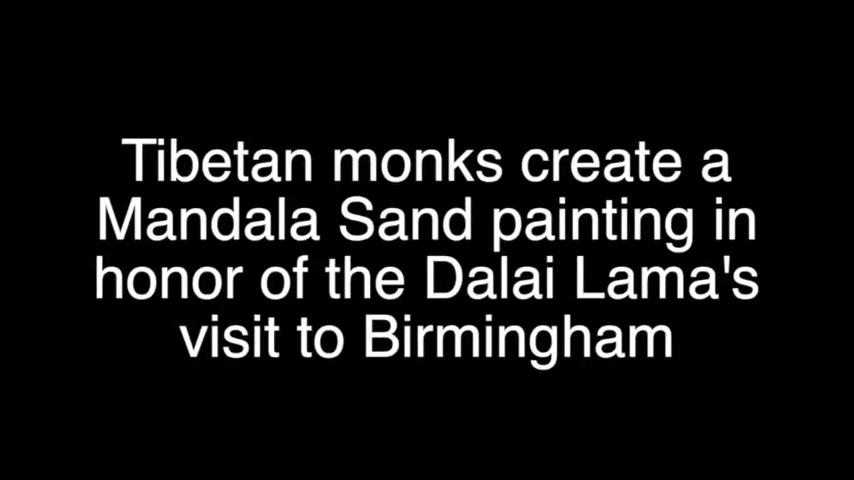 Tibetan monks create a
Mandala Sand painting in
honor of the Dalai Lama's
visit to Birmingham